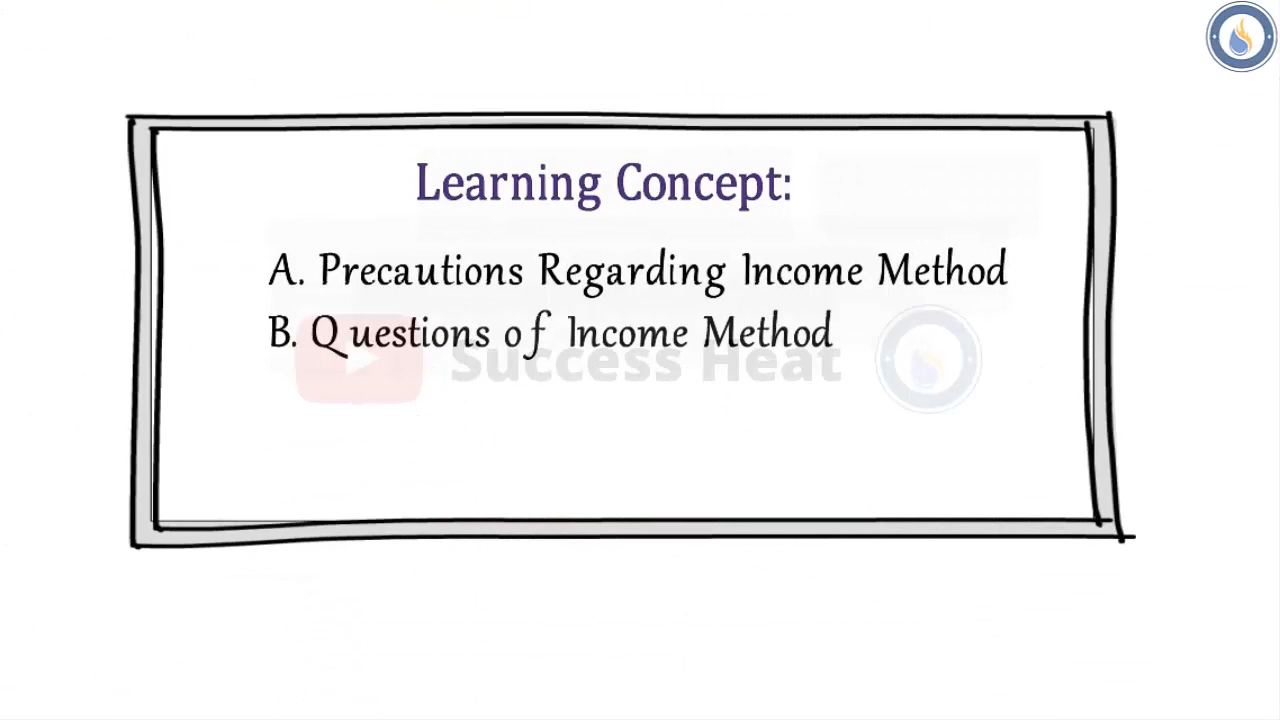 Learning Concept:
A. Precautions Regarding Income Method
B. Questions of Income Method
Success Heat